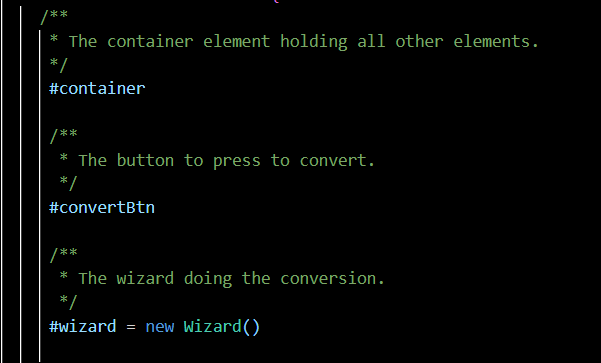 /**
* The container element holding all other elements.
*/
#container
/**
* The button to press to convert.
*/
#convertBtn
/**
* The wizard doing the conversion.
*/
#wizard = new Wizard()